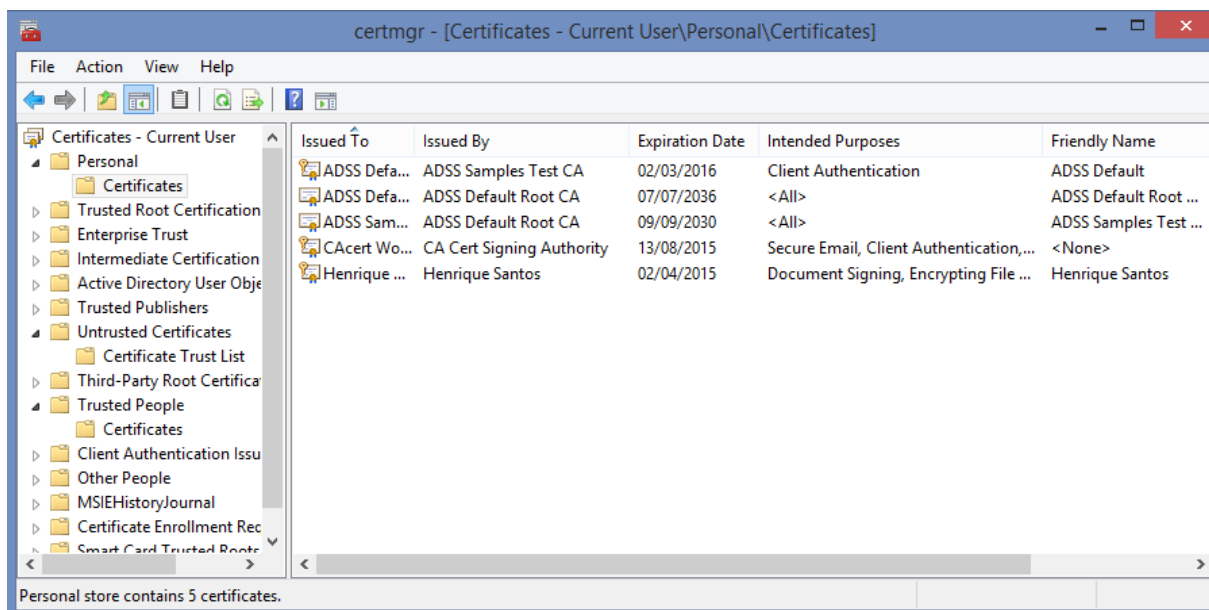 certmgr - [Certificates - Current User\Personal\Certificates]
File Action View Help
Certificates - Current User
Personal
Certificates
Trusted Root Certification
Enterprise Trust
Intermediate Certification
Active Directory User Obje
Trusted Publishers
Untrusted Certificates
Certificate Trust List
Third-Party Root Certificat
Trusted People
Certificates
Client Authentication Issu
Other People
MSIEHistoryJournal
Certificate Enrollment Req
Smart Card Trusted Roots
Issued To Issued By Expiration Date Intended Purposes Friendly Name
ADSS Defa... ADSS Samples Test CA 02/03/2016 Client Authentication ADSS Default
ADSS Defa... ADSS Default Root CA 07/07/2036 <All> ADSS Default Root ...
ADSS Sam... ADSS Default Root CA 09/09/2030 <All> ADSS Samples Test ...
CAcert Wo... CA Cert Signing Authority 13/08/2015 Secure Email, Client Authentication,... <None>
Henrique ... Henrique Santos 02/04/2015 Document Signing, Encrypting File ... Henrique Santos
Personal store contains 5 certificates.